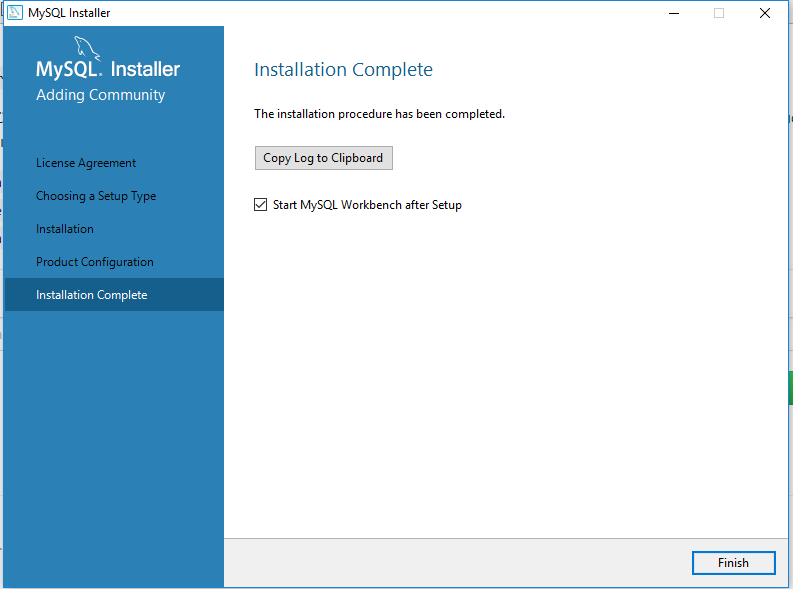 MySQL Installer
MySQL. Installer
Adding Community
License Agreement
Choosing a Setup Type
Installation
Product Configuration
Installation Complete
Installation Complete
The installation procedure has been completed.
Copy Log to Clipboard
Start MySQL Workbench after Setup
Finish